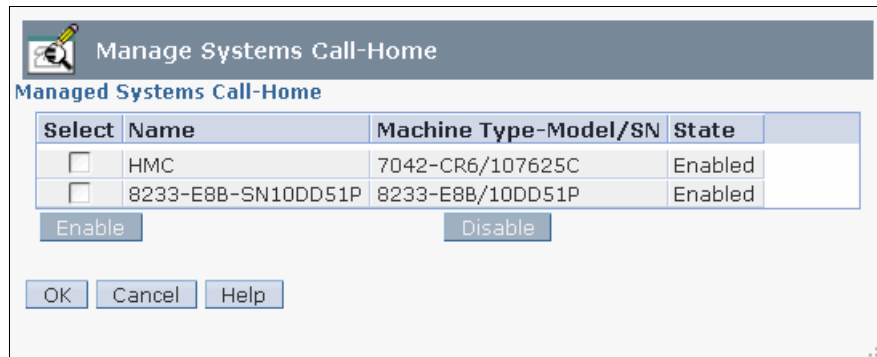 Manage Systems Call-Home
Managed Systems Call-Home
Select Name Machine Type-Model/SN State
HMC 7042-CR6/107625C Enabled
8233-E8B-SN10DD51P 8233-E8B/10DD51P Enabled
Enable Disable
OK Cancel Help